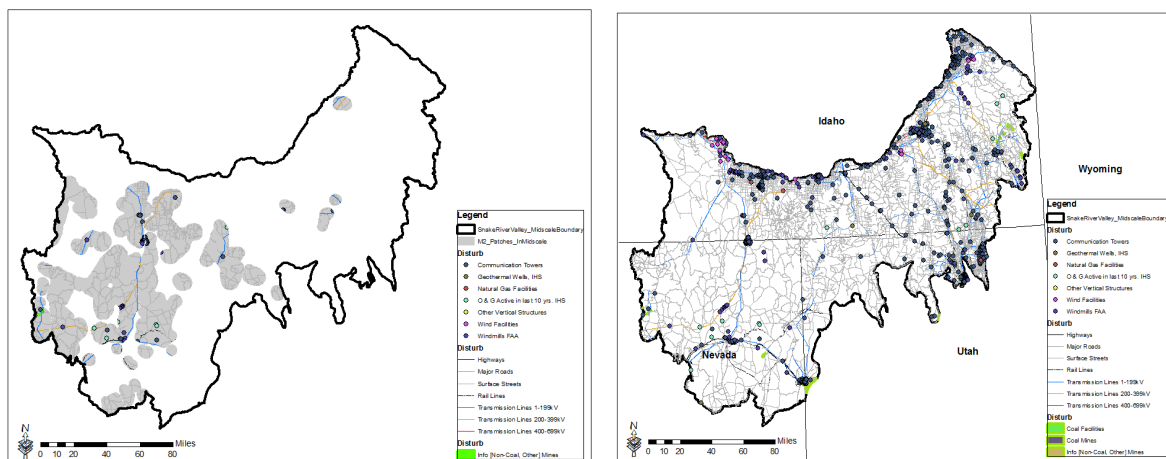 Legend
SnakeRiverValley_MidscaleBoundary
M2_Patches_InMidscale
Disturb
Communication Towers
Geothermal Wells, IHS
Natural Gas Facilities
O & G Active in last 10 yrs. IHS
Other Vertical Structures
Wind Facilities
Windmills FAA
Disturb
Highways
Major Roads
Surface Streets
Rail Lines
Transmission Lines 1-199kV
Transmission Lines 200-399kV
Transmission Lines 400-699kV
Disturb
Info [Non-Coal, Other] Mines
N
0 10 20 40 60 80
Miles
Idaho
Wyoming
Nevada
Utah
Legend
SnakeRiverValley_MidscaleBoundary
Disturb
Communication Towers
Geothermal Wells, IHS
Natural Gas Facilities
O & G Active in last 10 yrs. IHS
Other Vertical Structures
Wind Facilities
Windmills FAA
Disturb
Highways
Major Roads
Surface Streets
Rail Lines
Transmission Lines 1-199kV
Transmission Lines 200-399kV
Transmission Lines 400-699kV
Disturb
Coal Facilities
Coal Mines
Info [Non-Coal, Other] Mines
N
0 10 20 40 60 80
Miles